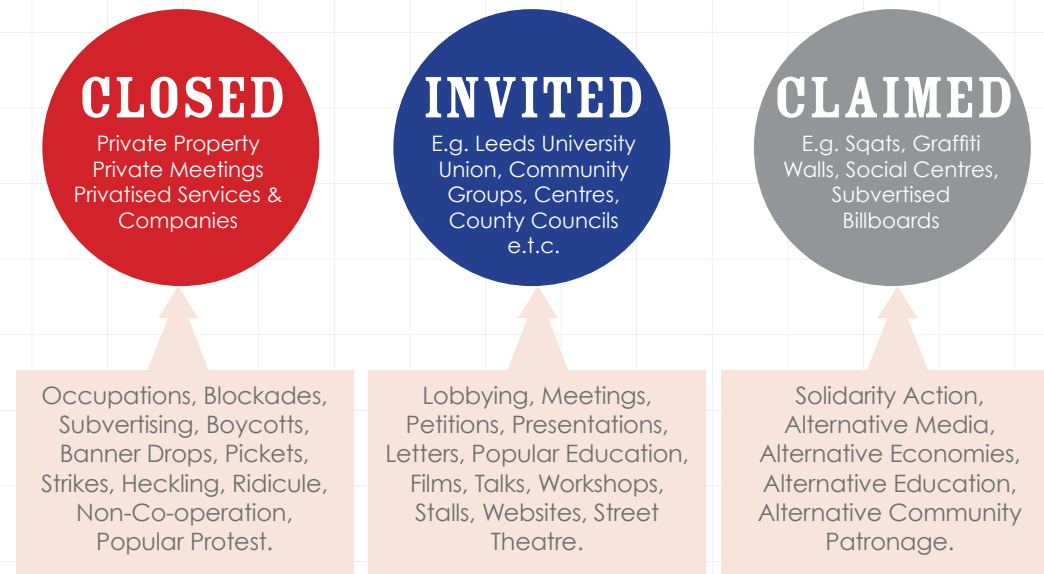 CLOSED
Private Property
Private Meetings
Privatised Services &
Companies
INVITED
E.g. Leeds University
Union, Community
Groups, Centres,
County Councils
e.t.c.
CLAIMED
E.g. Sqats, Graffiti
Walls, Social Centres,
Subvertised
Billboards
Occupations, Blockades,
Subvertising, Boycotts,
Banner Drops, Pickets,
Strikes, Heckling, Ridicule,
Non-Co-operation,
Popular Protest.
Lobbying, Meetings,
Petitions, Presentations,
Letters, Popular Education,
Films, Talks, Workshops,
Stalls, Websites, Street
Theatre.
Solidarity Action,
Alternative Media,
Alternative Economies,
Alternative Education,
Alternative Community
Patronage.